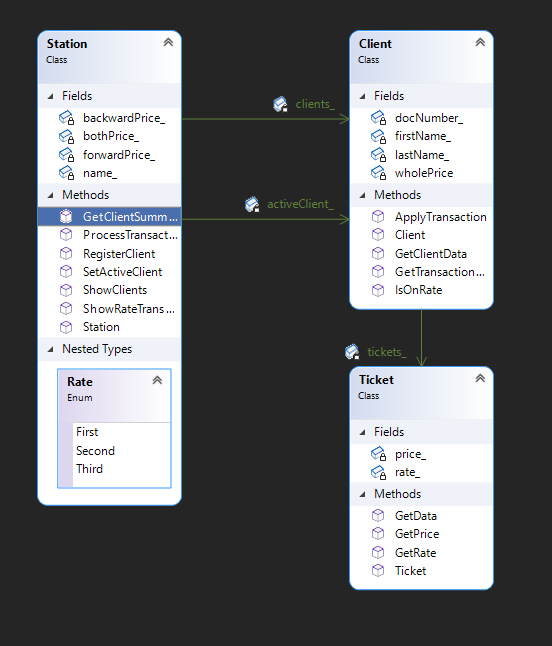 Station
Class
Fields
backwardPrice_
bothPrice_
forwardPrice_
name_
Methods
GetClientSumm...
ProcessTransact...
RegisterClient
SetActiveClient
ShowClients
ShowRateTrans...
Station
Nested Types
Rate
Enum
First
Second
Third
clients_
activeClient_
Client
Class
Fields
docNumber_
firstName_
lastName_
wholePrice
Methods
ApplyTransaction
Client
GetClientData
GetTransaction...
IsOnRate
tickets_
Ticket
Class
Fields
price_
rate_
Methods
GetData
GetPrice
GetRate
Ticket